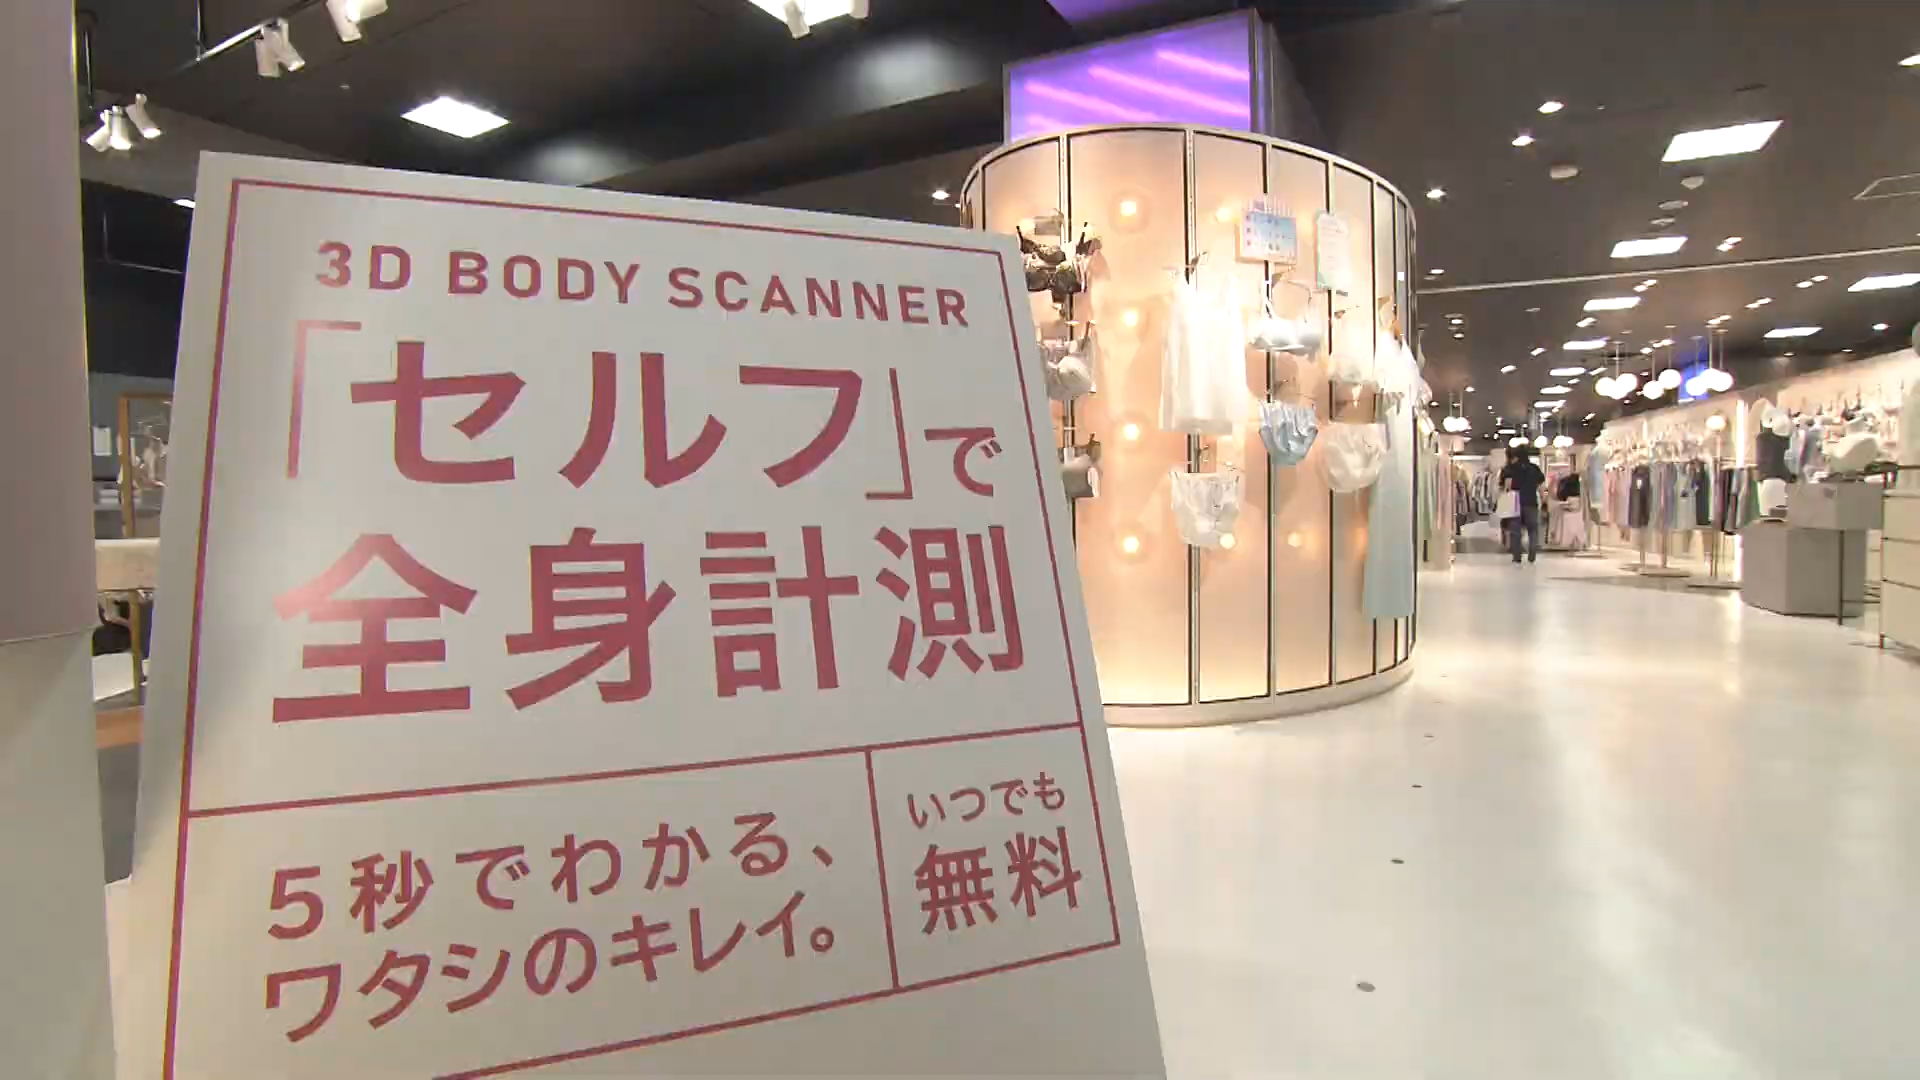 3D BODY SCANNER
「セルフ」で
全身計測
5秒でわかる、
ワタシのキレイ。
いつでも
無料